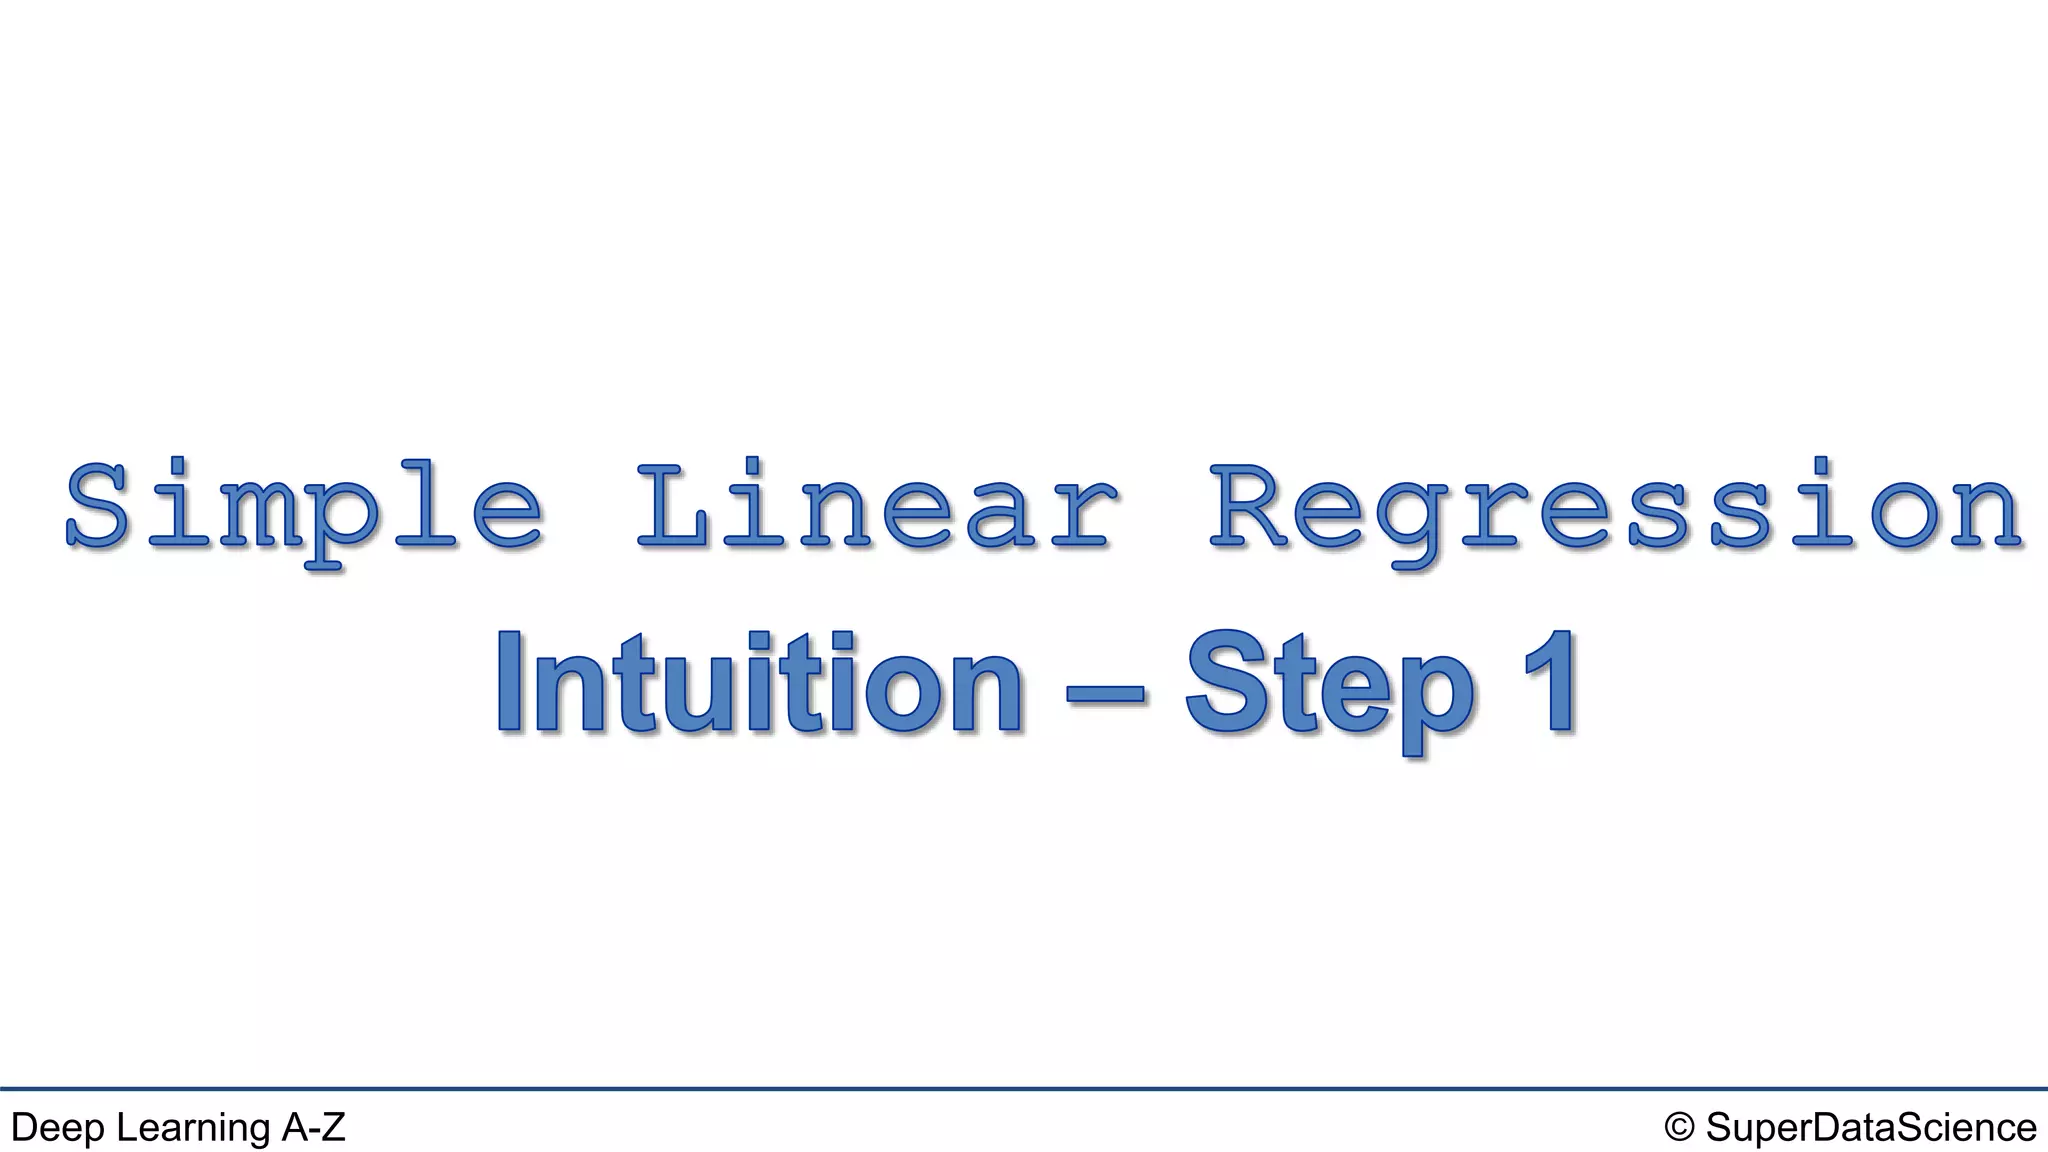 Simple Linear Regression
Intuition – Step 1
Deep Learning A-Z
© SuperDataScience